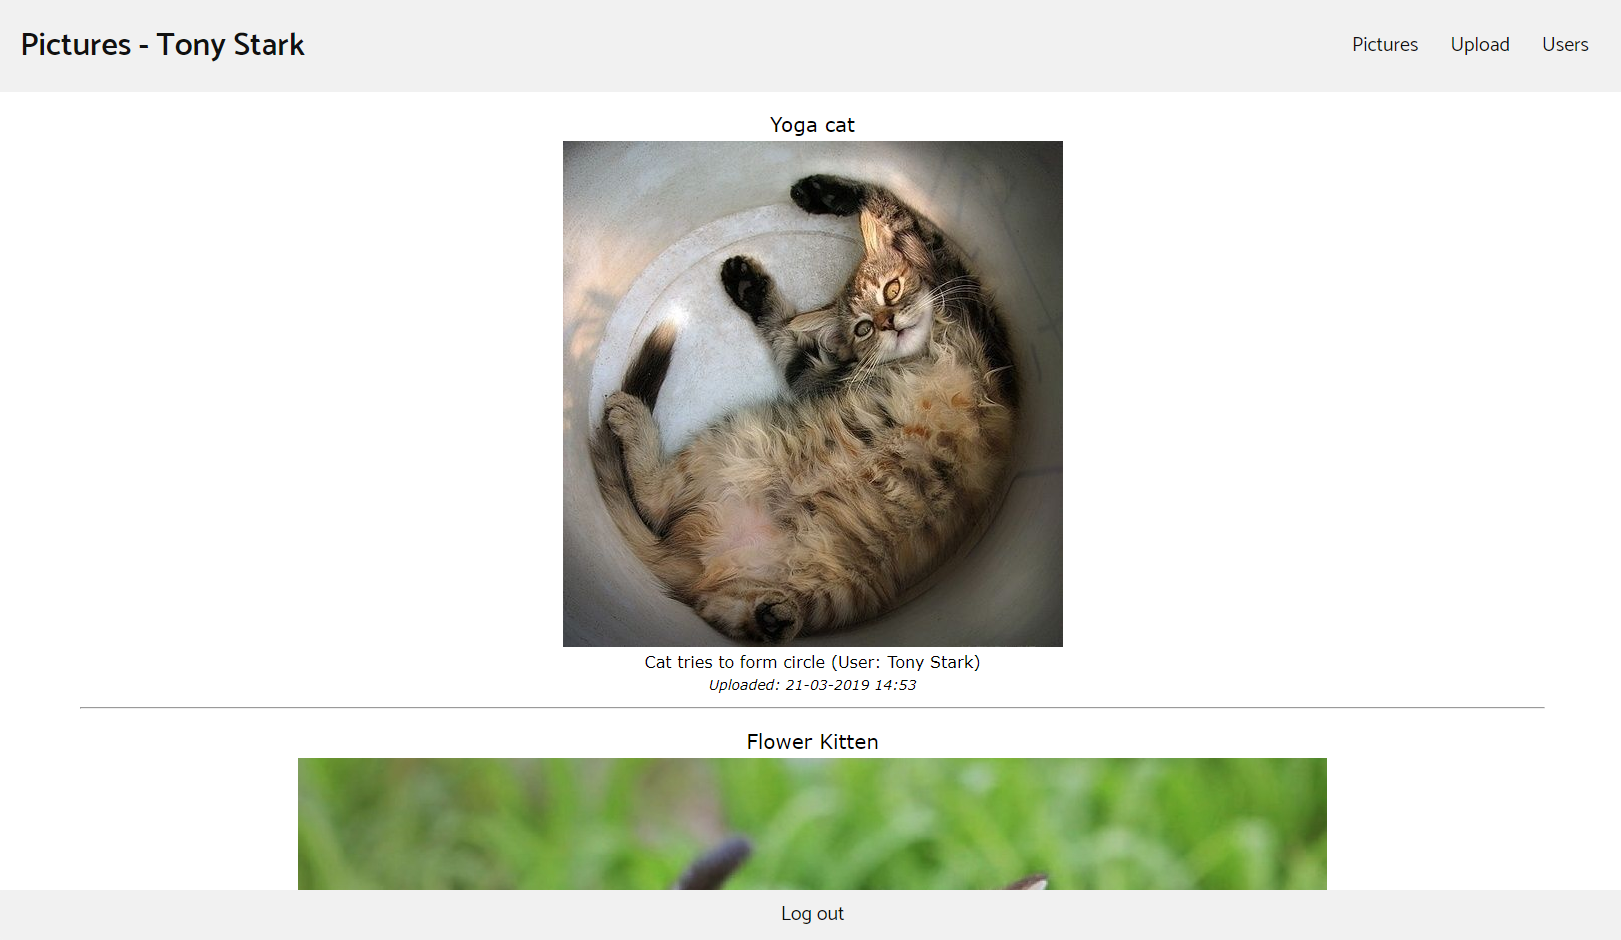 Pictures - Tony Stark
Pictures Upload Users
Yoga cat
Cat tries to form circle (User: Tony Stark)
Uploaded: 21-03-2019 14:53
Flower Kitten
Log out